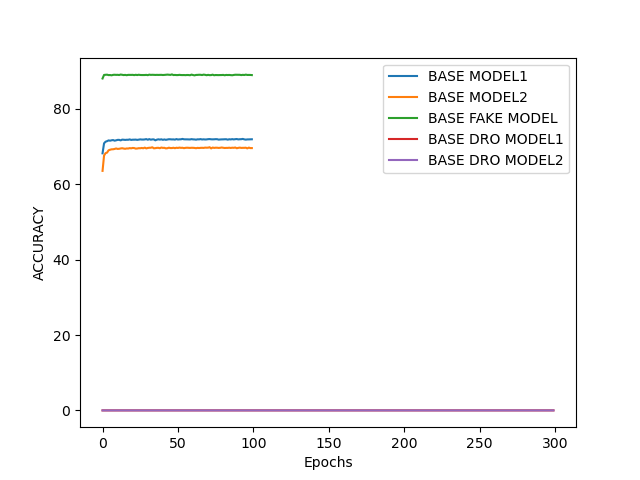 BASE MODEL1
BASE MODEL2
BASE FAKE MODEL
BASE DRO MODEL1
BASE DRO MODEL2
80
60
40
20
0
ACCURACY
0 50 100 150 200 250 300
Epochs